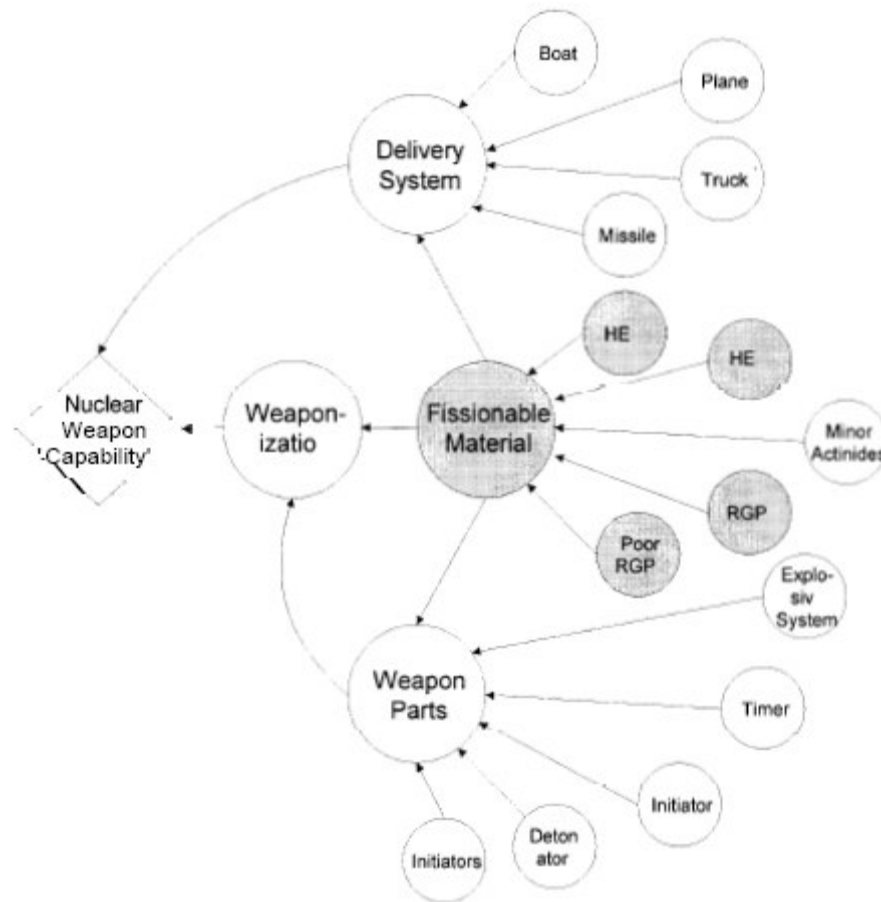 Boat
Plane
Delivery
System
Truck
Missile
HE
HE
Nuclear
Weapon
'-Capability'
Weapon-
izatio
Fissionable
Material
Minor
Actinides
RGP
Poor
RGP
Explo-
siv
System
Weapon
Parts
Timer
Initiator
Deton
ator
Initiators